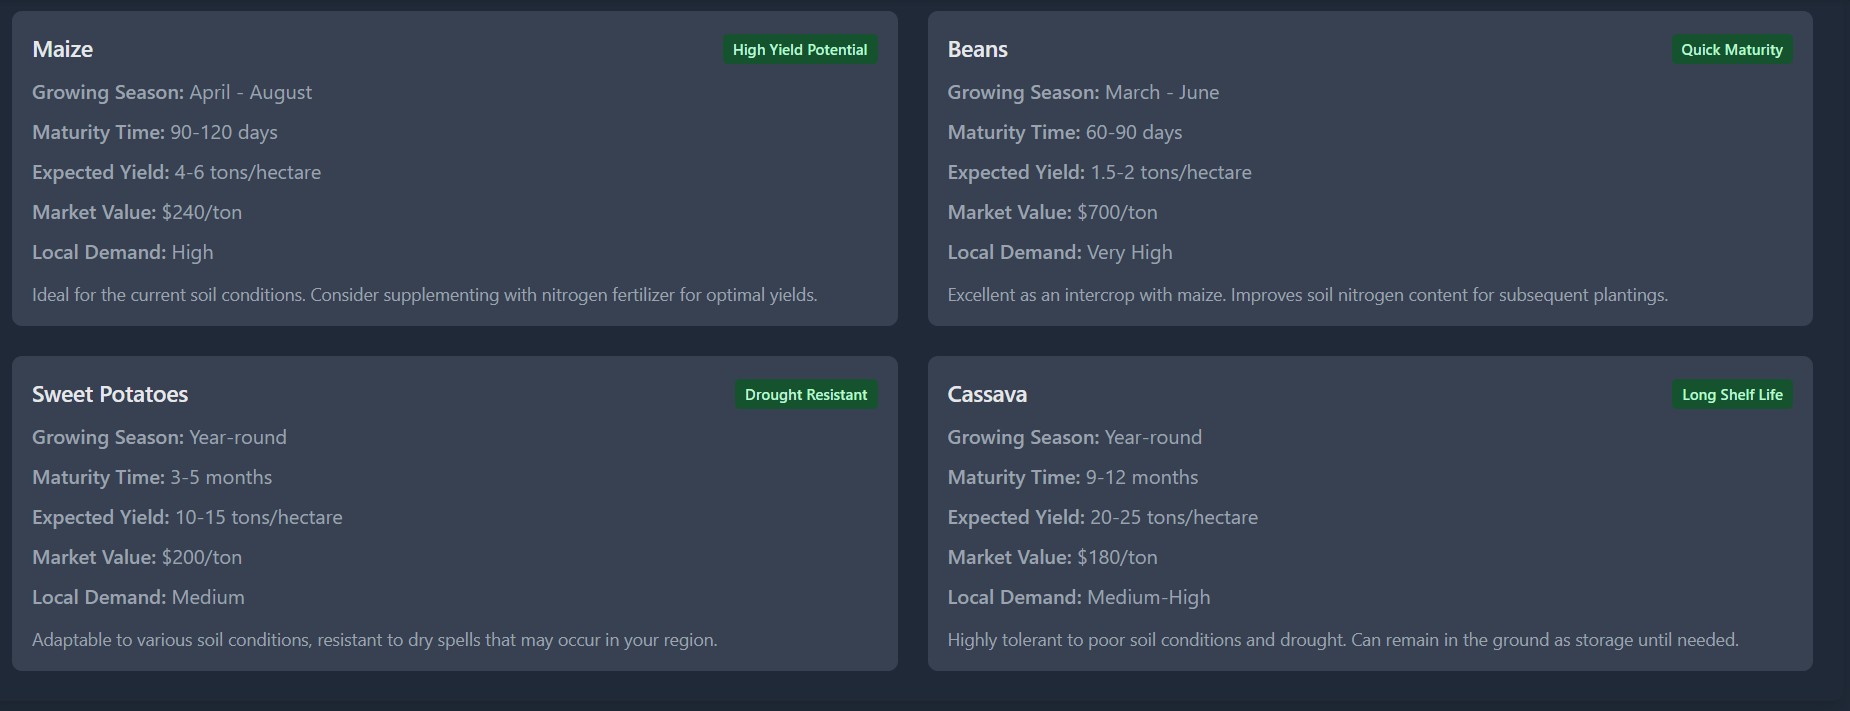 Maize
High Yield Potential
Growing Season: April - August
Maturity Time: 90-120 days
Expected Yield: 4-6 tons/hectare
Market Value: $240/ton
Local Demand: High
Ideal for the current soil conditions. Consider supplementing with nitrogen fertilizer for optimal yields.
Beans
Quick Maturity
Growing Season: March - June
Maturity Time: 60-90 days
Expected Yield: 1.5-2 tons/hectare
Market Value: $700/ton
Local Demand: Very High
Excellent as an intercrop with maize. Improves soil nitrogen content for subsequent plantings.
Sweet Potatoes
Drought Resistant
Growing Season: Year-round
Maturity Time: 3-5 months
Expected Yield: 10-15 tons/hectare
Market Value: $200/ton
Local Demand: Medium
Adaptable to various soil conditions, resistant to dry spells that may occur in your region.
Cassava
Long Shelf Life
Growing Season: Year-round
Maturity Time: 9-12 months
Expected Yield: 20-25 tons/hectare
Market Value: $180/ton
Local Demand: Medium-High
Highly tolerant to poor soil conditions and drought. Can remain in the ground as storage until needed.